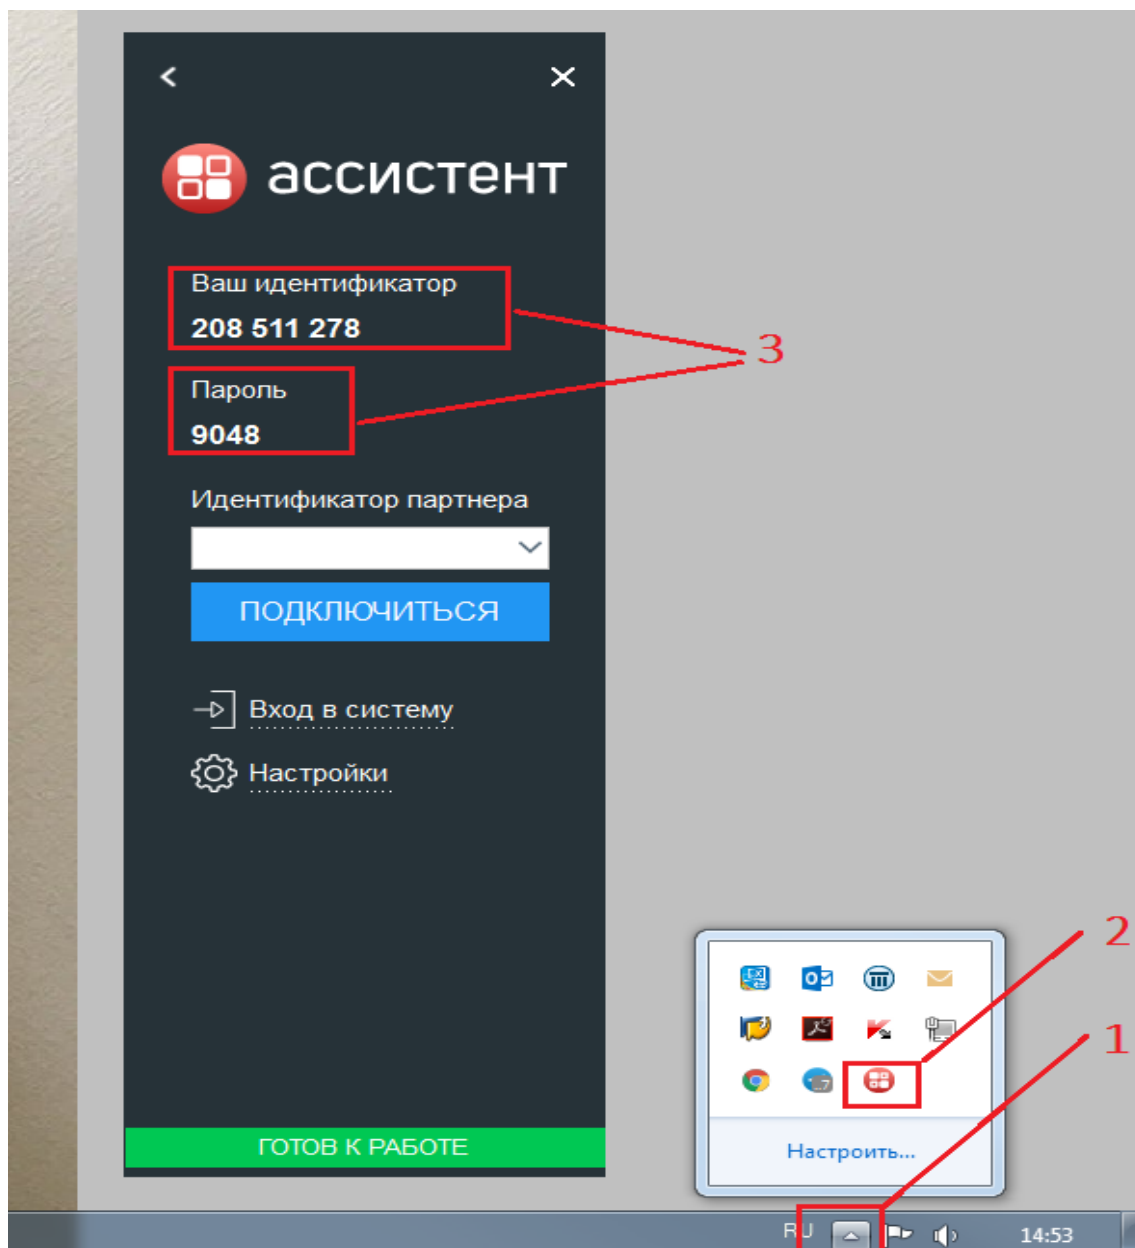 ассистент
Ваш идентификатор
208 511 278
3
Пароль
9048
Идентификатор партнера
ПОДКЛЮЧИТЬСЯ
Вход в систему
Настройки
2
1
ГОТОВ К РАБОТЕ
Настроить...
RU
14:53